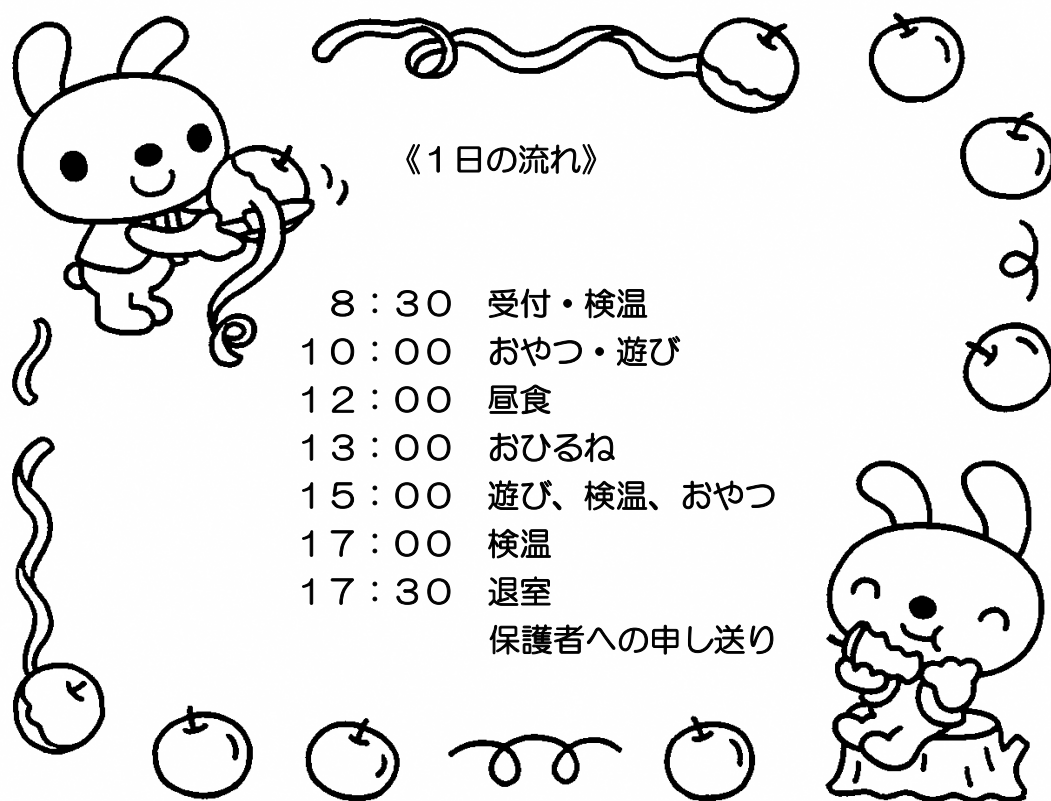 《１日の流れ》
８：３０　受付・検温
１０：００　おやつ・遊び
１２：００　昼食
１３：００　おひるね
１５：００　遊び、検温、おやつ
１７：００　検温
１７：３０　退室
保護者への申し送り